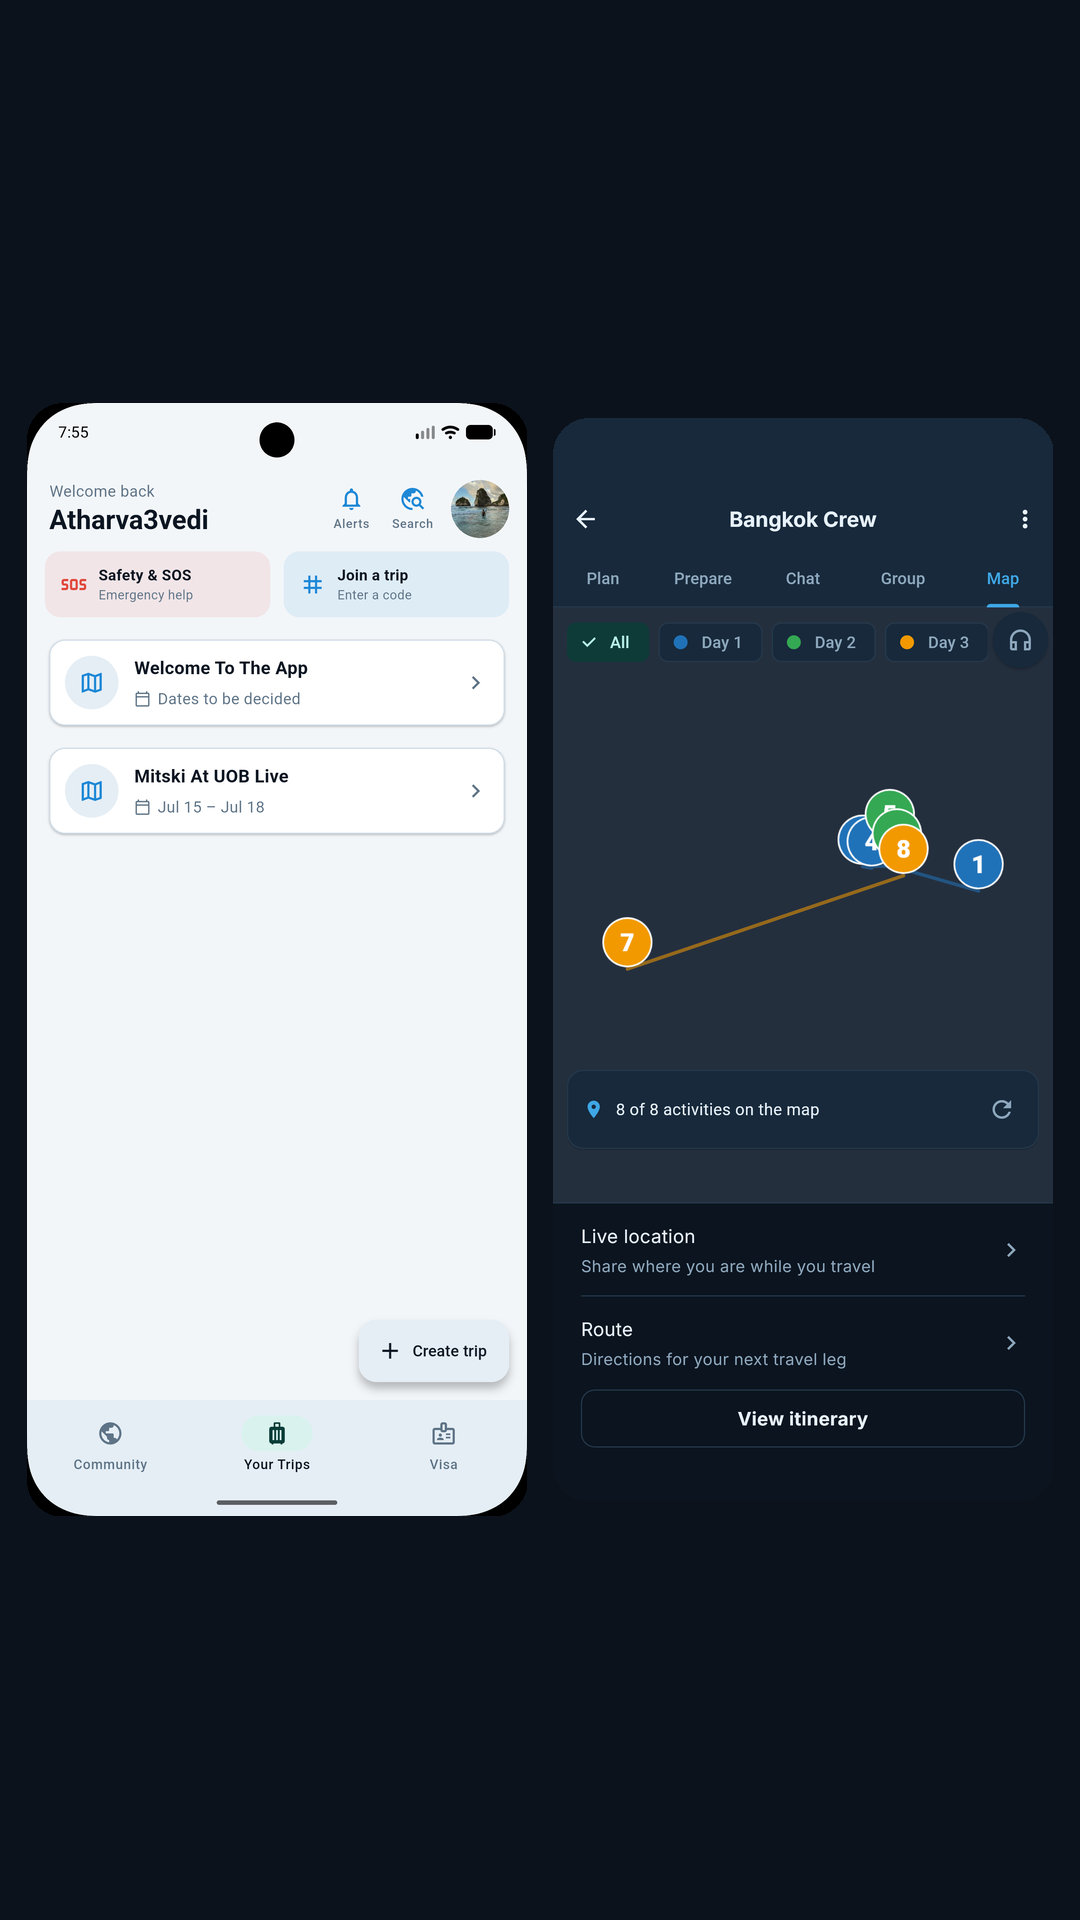 7:55
Welcome back
Atharva3vedi
Alerts
Search
SOS
Safety & SOS
Emergency help
Join a trip
Enter a code
Welcome To The App
Dates to be decided
Mitski At UOB Live
Jul 15 – Jul 18
Create trip
Community
Your Trips
Visa
Bangkok Crew
Plan
Prepare
Chat
Group
Map
All
Day 1
Day 2
Day 3
4
8
1
7
8 of 8 activities on the map
Live location
Share where you are while you travel
Route
Directions for your next travel leg
View itinerary